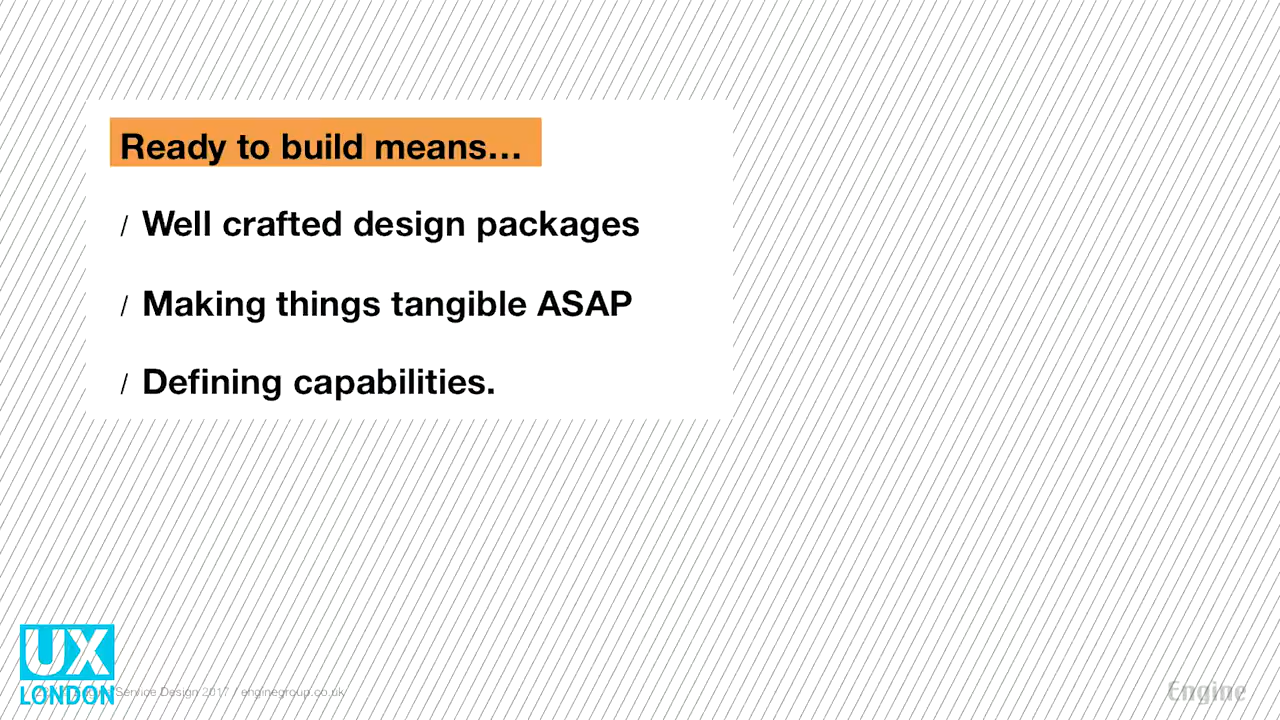 Ready to build means…
/ Well crafted design packages
/ Making things tangible ASAP
/ Defining capabilities.
UX
LONDON
Service Design 2017 / enginegroup.co.uk
Engine